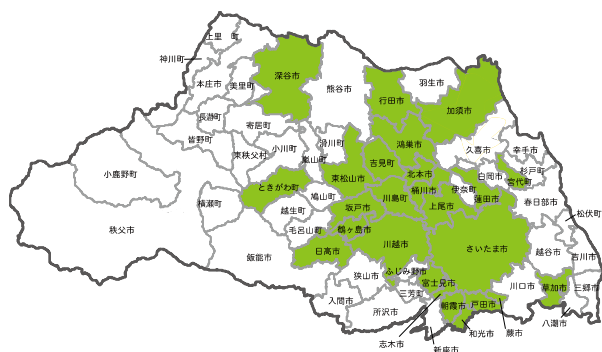 上里 町
神川町
本庄市
美里町
深谷市
熊谷市
行田市
羽生市
加須市
長瀞町
皆野町
寄居町
小川町
東秩父村
嵐山町
滑川町
吉見町
鴻巣市
久喜市
幸手市
小鹿野町
ときがわ町
東松山市
北本市
桶川市
伊奈町
白岡市
杉戸町
宮代町
蓮田市
春日部市
松伏町
横瀬町
越生町
鳩山町
坂戸市
川島町
上尾市
秩父市
毛呂山町
鶴ヶ島市
川越市
さいたま市
越谷市
吉川市
飯能市
日高市
狭山市
ふじみ野市
富士見市
三芳町
入間市
所沢市
朝霞市
戸田市
川口市
草加市
三郷市
八潮市
蕨市
和光市
志木市
新座市